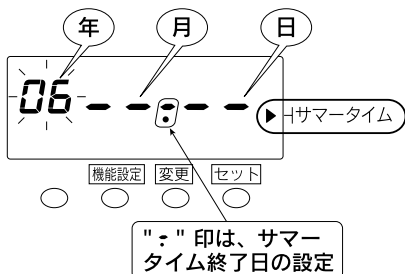 年 月 日
06 - - : - -
▶ サマータイム
機能設定 変更 セット
"÷" 印は、サマー
タイム終了日の設定